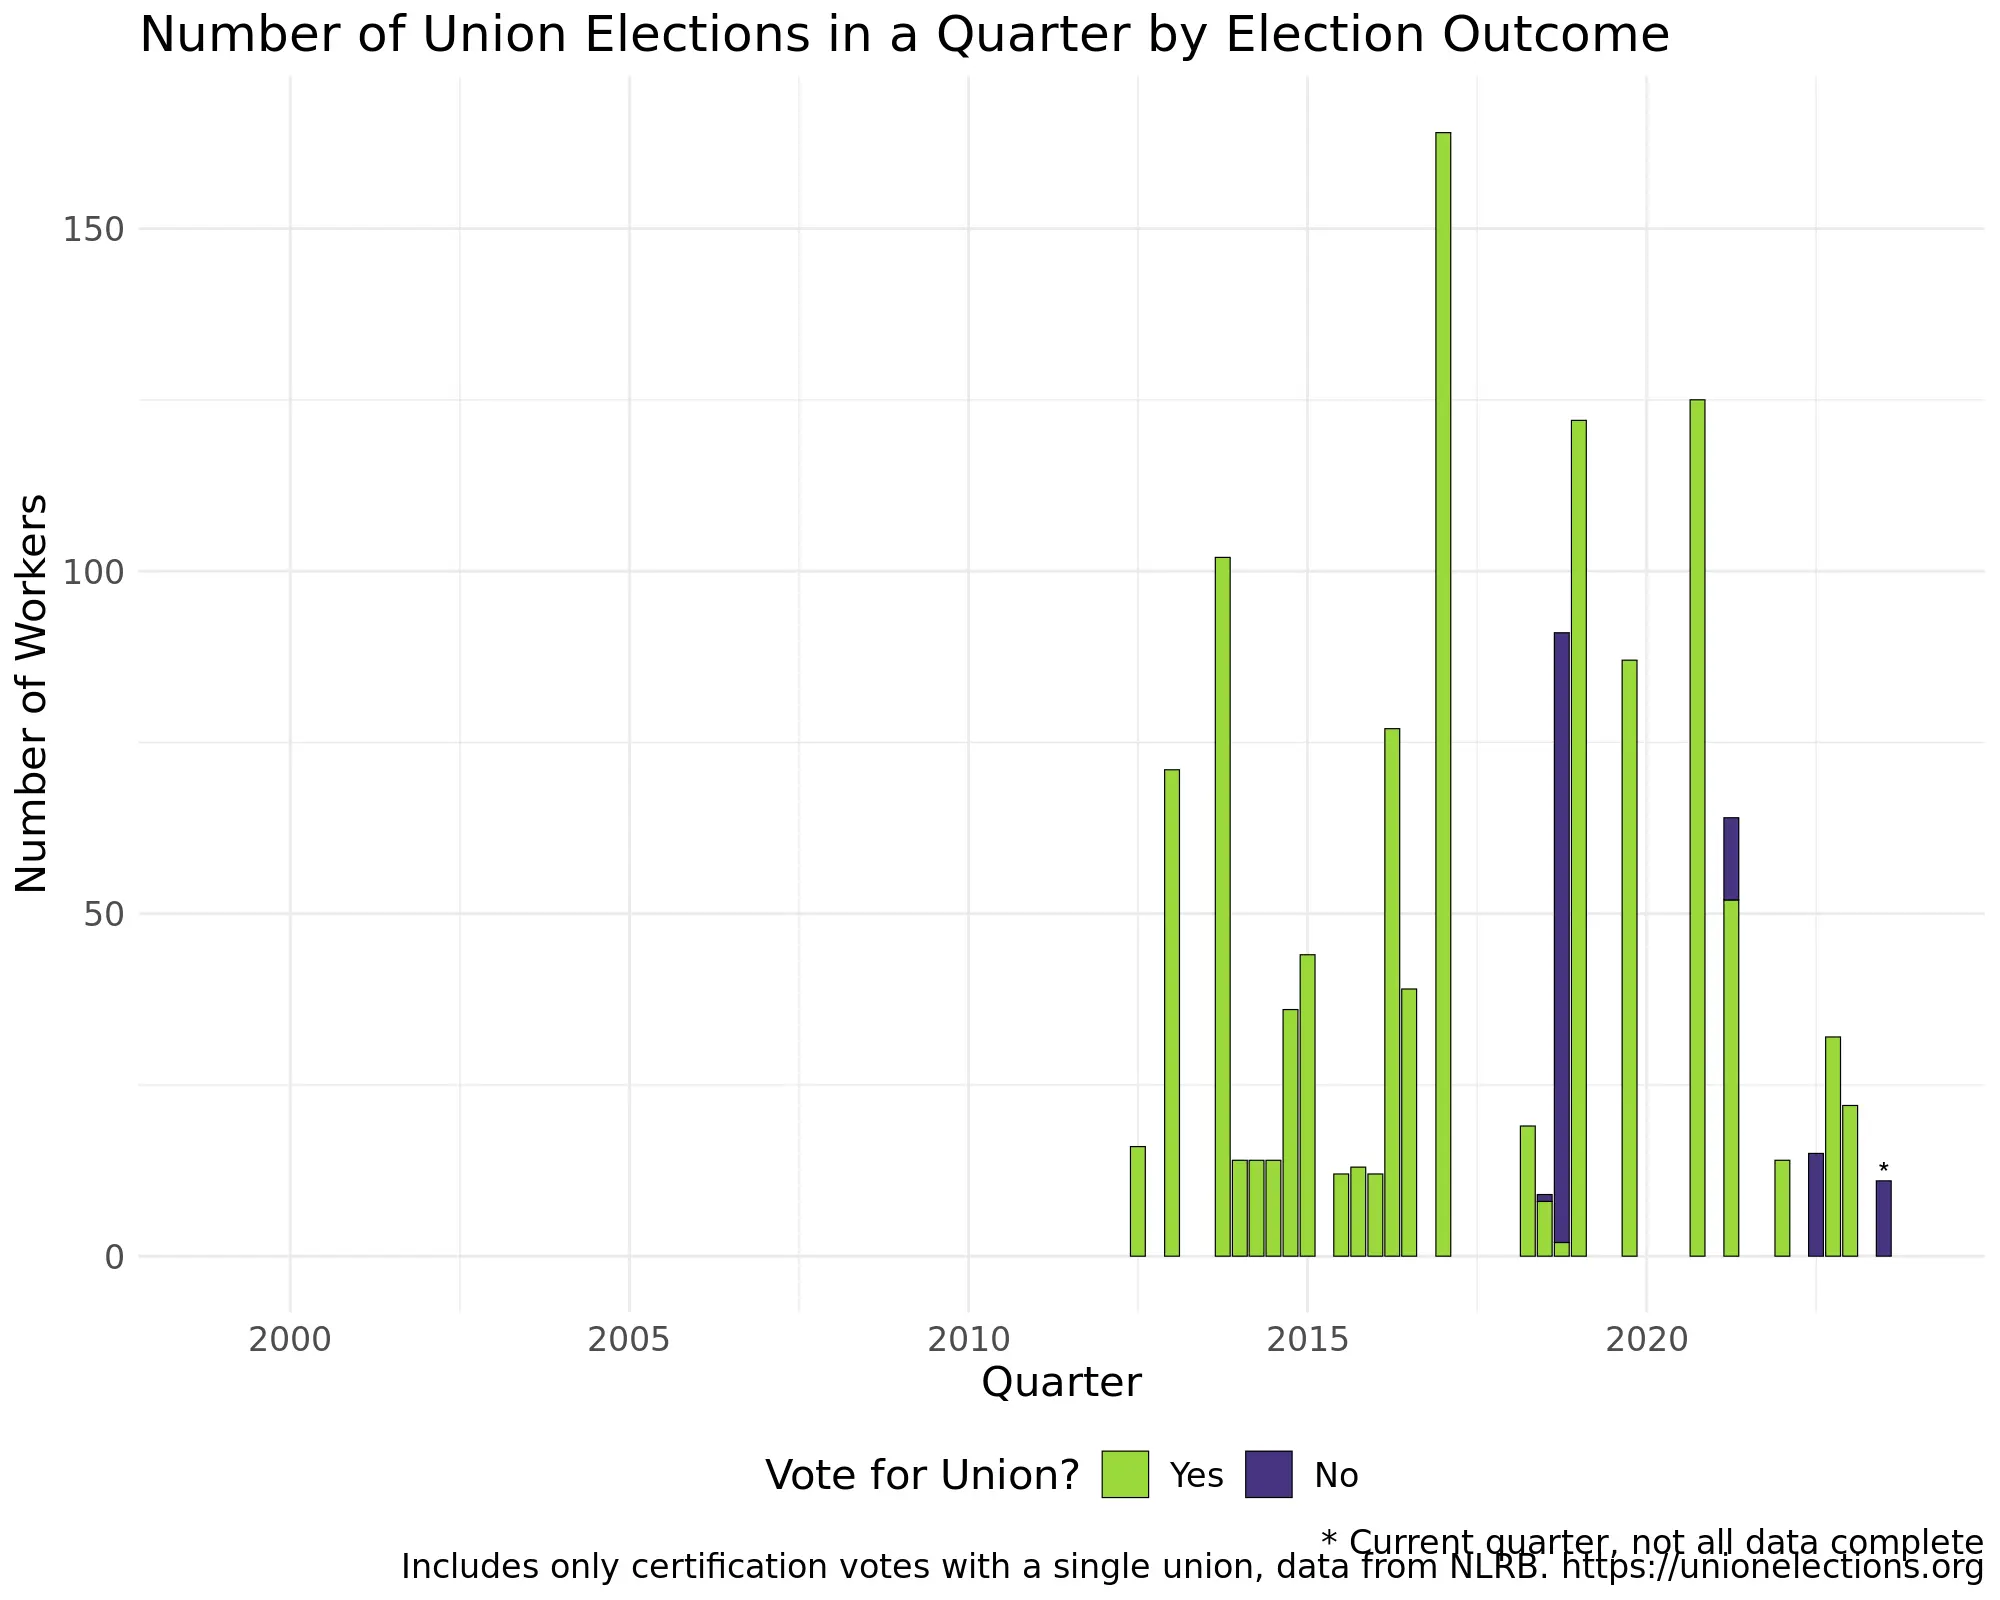 Number of Union Elections in a Quarter by Election Outcome
Number of Workers
150
100
50
0
2000 2005 2010 2015 2020
*
Quarter
Vote for Union? Yes No
* Current quarter, not all data complete
Includes only certification votes with a single union, data from NLRB. https://unionelections.org